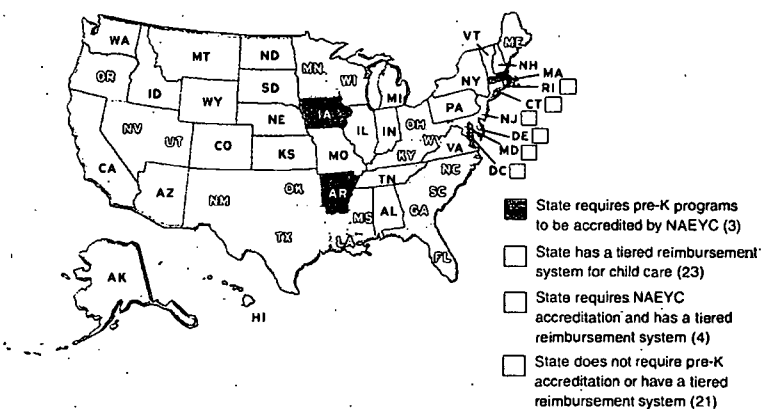 WA
MT
ND
MN
VT
ME
NH
MA
RI
CT
OR
ID
WY
SD
WI
MI
NY
PA
NJ
DE
MD
DC
NV
UT
CO
NE
IA
IL
IN
OH
WV
VA
CA
AZ
NM
KS
OK
MO
AR
KY
TN
NC
SC
TX
LA
MS
AL
GA
FL
AK
HI
State requires pre-K programs
to be accredited by NAEYC (3)
State has a tiered reimbursement
system for child care (23)
State requires NAEYC
accreditation and has a tiered
reimbursement system (4)
State does not require pre-K
accreditation or have a tiered
reimbursement system (21)